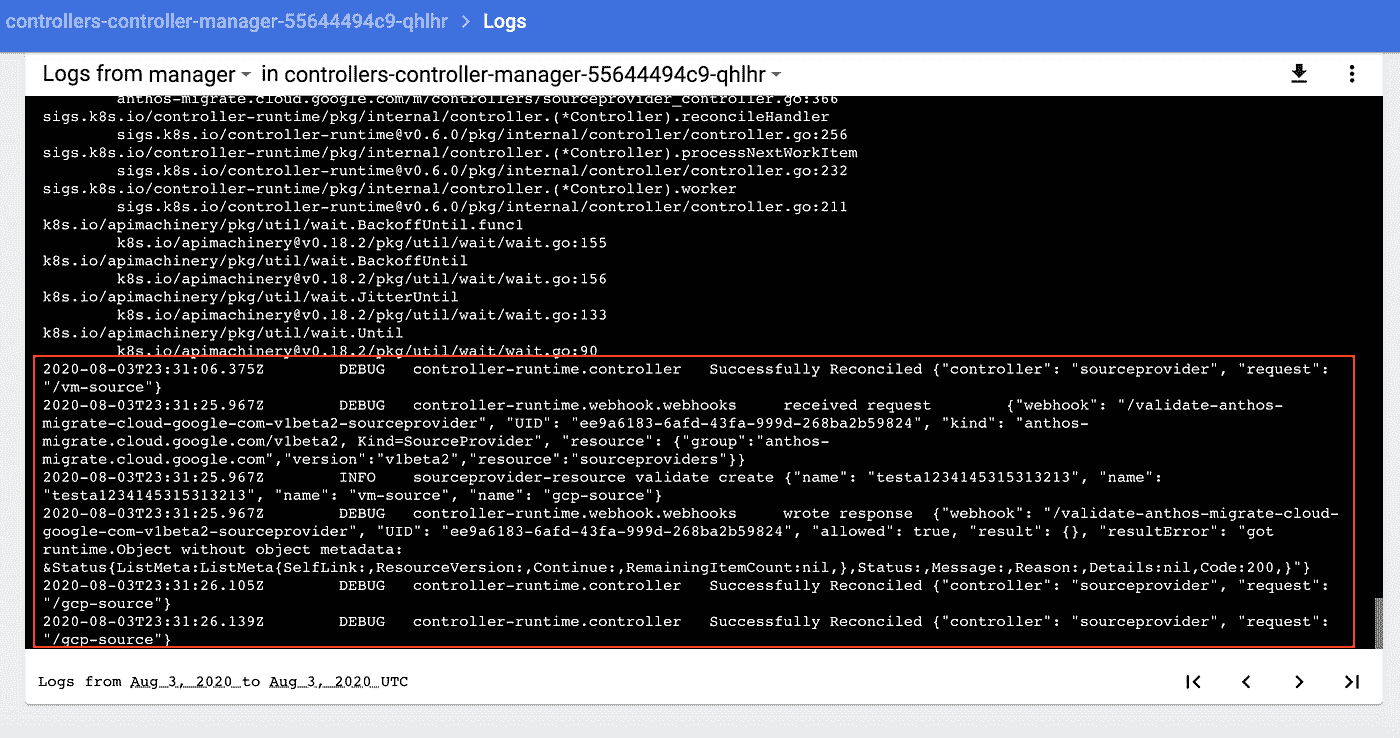 controllers-controller-manager-55644494c9-qhlhr > Logs
Logs from manager in controllers-controller-manager-55644494c9-qhlhr
anthos-migrate.cloud.google.com/m/controllers/sourceprovider_controller.go:366
sigs.k8s.io/controller-runtime/pkg/internal/controller.(*Controller).reconcileHandler
sigs.k8s.io/controller-runtime@v0.6.0/pkg/internal/controller/controller.go:256
sigs.k8s.io/controller-runtime/pkg/internal/controller.(*Controller).processNextWorkItem
sigs.k8s.io/controller-runtime@v0.6.0/pkg/internal/controller/controller.go:232
sigs.k8s.io/controller-runtime/pkg/internal/controller.(*Controller).worker
sigs.k8s.io/controller-runtime@v0.6.0/pkg/internal/controller/controller.go:211
k8s.io/apimachinery/pkg/util/wait.BackoffUntil.func1
k8s.io/apimachinery@v0.18.2/pkg/util/wait/wait.go:155
k8s.io/apimachinery/pkg/util/wait.BackoffUntil
k8s.io/apimachinery@v0.18.2/pkg/util/wait/wait.go:156
k8s.io/apimachinery/pkg/util/wait.JitterUntil
k8s.io/apimachinery@v0.18.2/pkg/util/wait/wait.go:133
k8s.io/apimachinery/pkg/util/wait.Until
k8s.io/apimachinery@v0.18.2/pkg/util/wait/wait.go:90
2020-08-03T23:31:06.375Z DEBUG controller-runtime.controller Successfully Reconciled {"controller": "sourceprovider", "request":
"/vm-source"}
2020-08-03T23:31:25.967Z DEBUG controller-runtime.webhook.webhooks received request {"webhook": "/validate-anthos-
migrate-cloud-google-com-v1beta2-sourceprovider", "UID": "ee9a6183-6afd-43fa-999d-268ba2b59824", "kind": "anthos-
migrate.cloud.google.com/v1beta2, Kind=SourceProvider", "resource": {"group":"anthos-
migrate.cloud.google.com","version":"v1beta2","resource":"sourceproviders"}}
2020-08-03T23:31:25.967Z INFO sourceprovider-resource validate create {"name": "testa1234145315313213", "name":
"testa1234145315313213", "name": "vm-source", "name": "gcp-source"}
2020-08-03T23:31:25.967Z DEBUG controller-runtime.webhook.webhooks wrote response {"webhook": "/validate-anthos-migrate-cloud-
google-com-v1beta2-sourceprovider", "UID": "ee9a6183-6afd-43fa-999d-268ba2b59824", "allowed": true, "result": {}, "resultError": "got
runtime.Object without object metadata:
&Status{ListMeta:ListMeta{SelfLink:,ResourceVersion:,Continue:,RemainingItemCount:nil,},Status:,Message:,Reason:,Details:nil,Code:200,}"}
2020-08-03T23:31:26.105Z DEBUG controller-runtime.controller Successfully Reconciled {"controller": "sourceprovider", "request":
"/gcp-source"}
2020-08-03T23:31:26.139Z DEBUG controller-runtime.controller Successfully Reconciled {"controller": "sourceprovider", "request":
"/gcp-source"}
Logs from Aug 3, 2020 to Aug 3, 2020 UTC